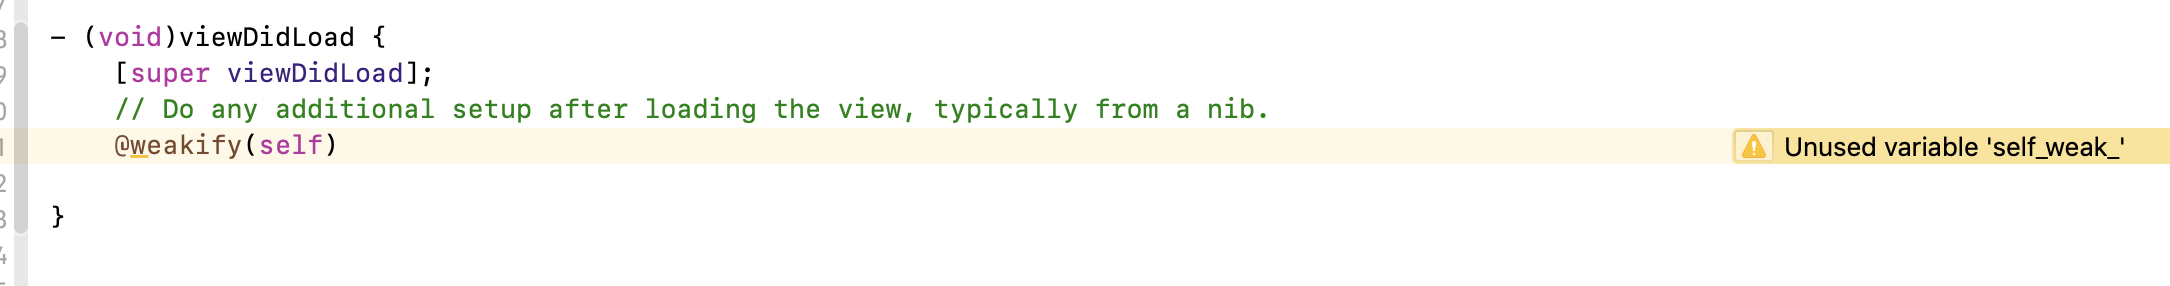 - (void)viewDidLoad {
[super viewDidLoad];
// Do any additional setup after loading the view, typically from a nib.
@weakify(self)
Unused variable 'self_weak_'
}